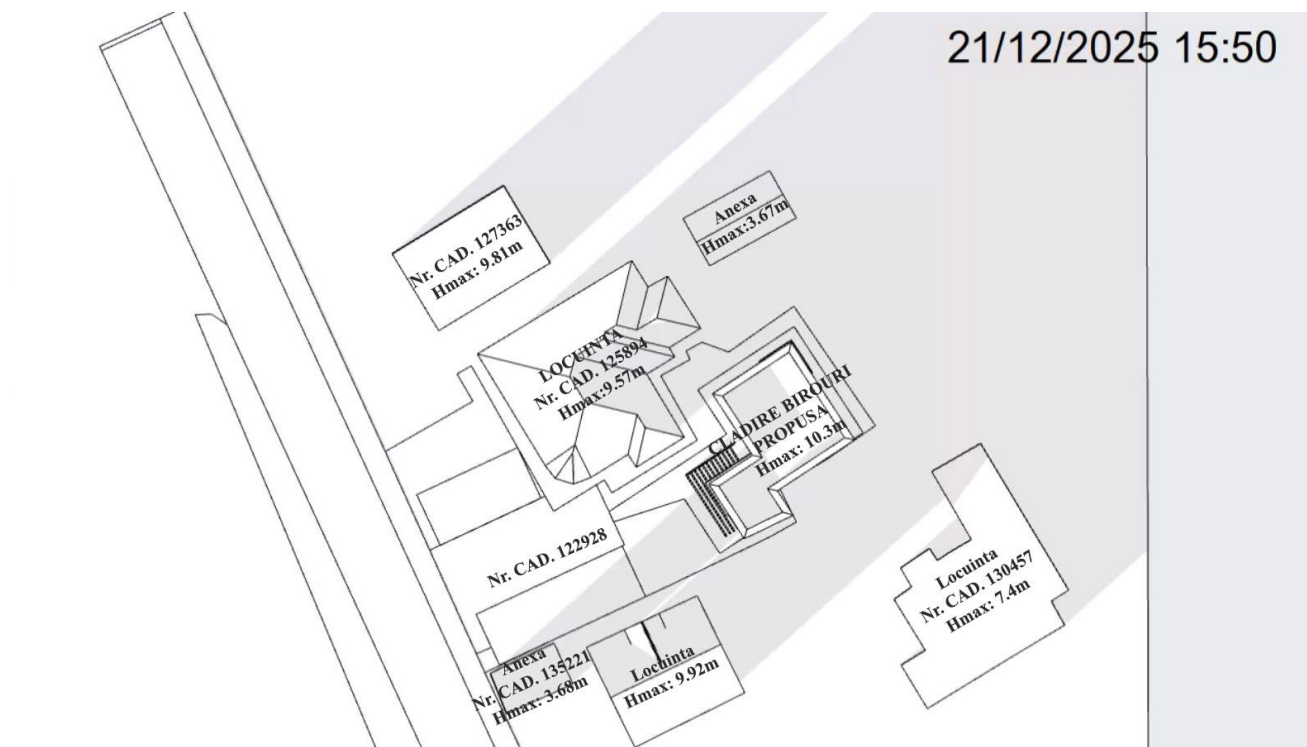 21/12/2025 15:50
Anexa
Hmax:3.67m
Nr. CAD. 127363
Hmax: 9.81m
LOCUINTA
Nr. CAD. 125894
Hmax:9.57m
CLADIRE BIROURI
PROPUSA
Hmax: 10.3m
Nr. CAD. 122928
Locuinta
Nr. CAD. 130457
Hmax: 7.4m
Anexa
Nr. CAD. 135221
Hmax: 3.68m
Locuinta
Hmax: 9.92m